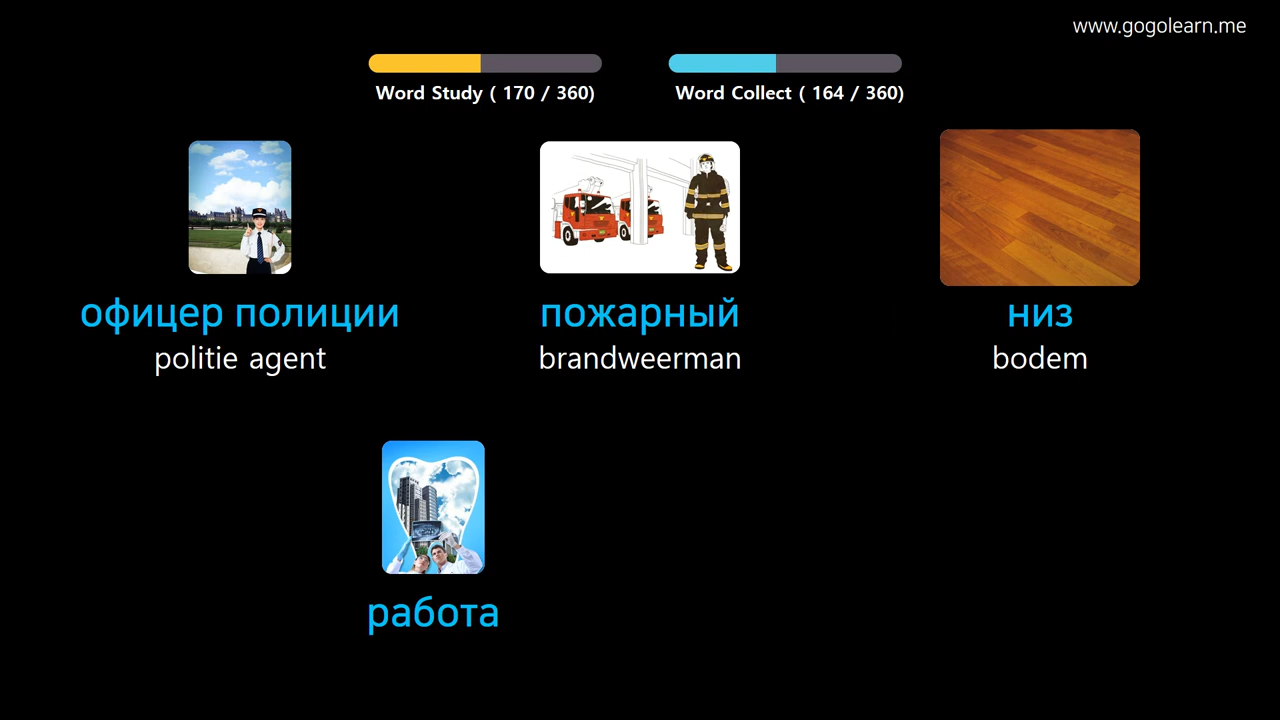 www.gogolearn.me
Word Study ( 170 / 360)
Word Collect ( 164 / 360)
офицер полиции
politie agent
пожарный
brandweerman
низ
bodem
работа